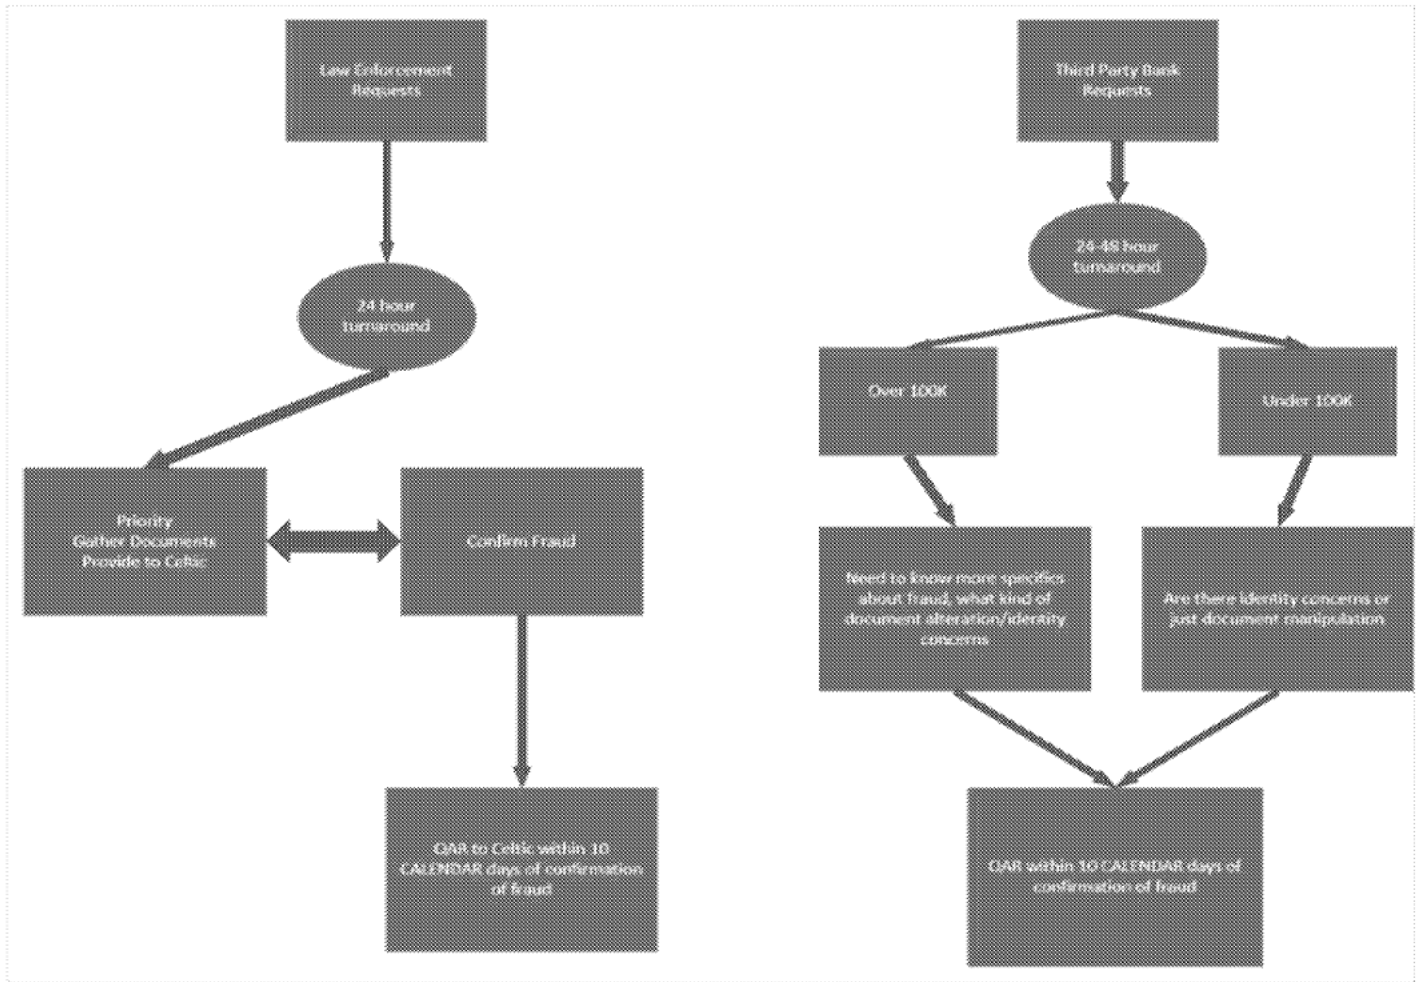 Law Enforcement
Requests
24 hour
turnaround
Priority
Gather Documents
Provide to Celtic
Confirm Fraud
QAR to Celtic within 10
CALENDAR days of confirmation
of fraud
Third Party Bank
Requests
24-48 hour
turnaround
Over 100K
Under 100K
Need to know more specifics
about fraud, what kind of
document alteration/identity
concerns
Are there identity concerns or
just document manipulation
QAR within 10 CALENDAR days of
confirmation of fraud